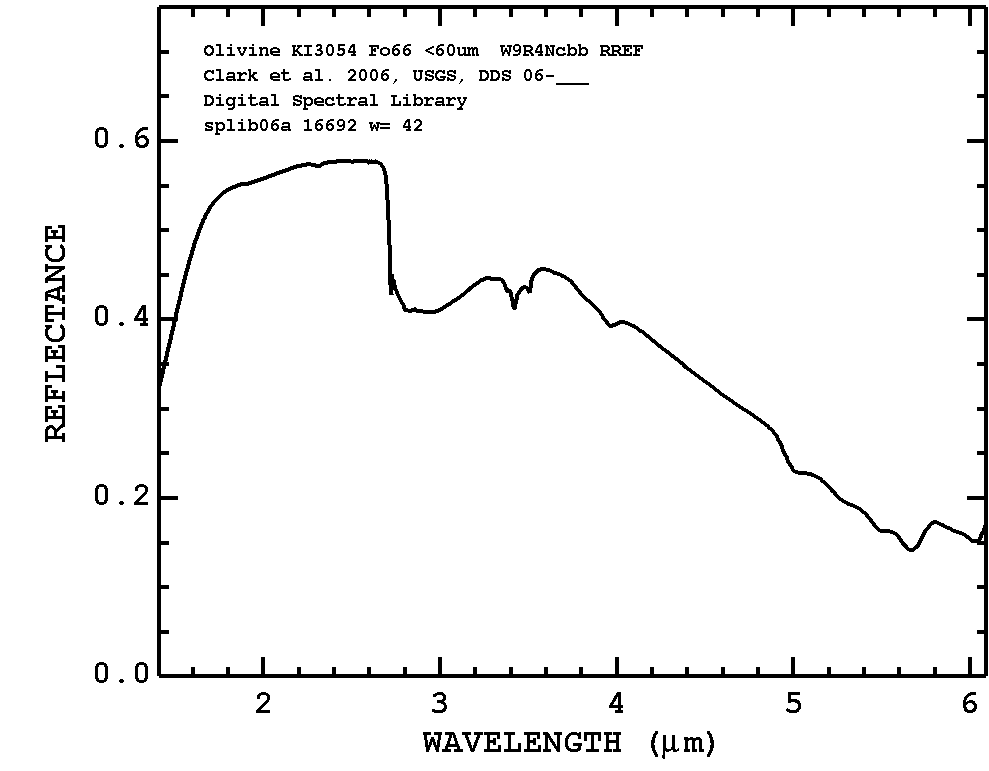 Olivine KI3054 Fo66 <60um W9R4Ncbb RREF
Clark et al. 2006, USGS, DDS 06-___
Digital Spectral Library
splib06a 16692 w= 42
0.6
0.4
0.2
0.0
REFLECTANCE
2 3 4 5 6
WAVELENGTH (μm)